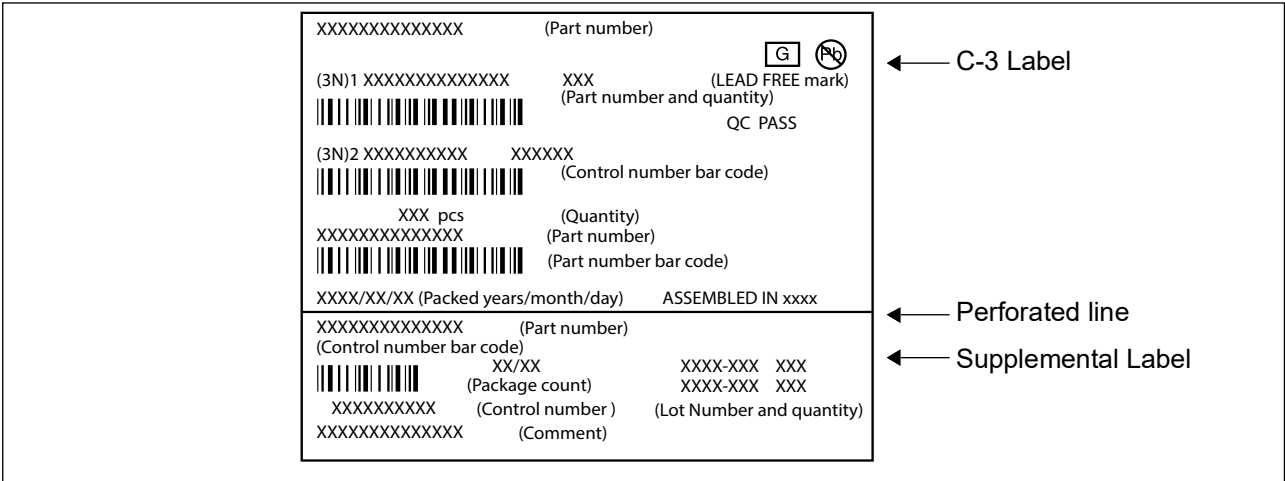 XXXXXXXXXXXXXX (Part number)
G Pb
C-3 Label
(3N)1 XXXXXXXXXXXXXX XXX (LEAD FREE mark)
(Part number and quantity)
QC PASS
(3N)2 XXXXXXXXXX XXXXXX
(Control number bar code)
XXX pcs (Quantity)
XXXXXXXXXXXXXX (Part number)
(Part number bar code)
XXXX/XX/XX (Packed years/month/day) ASSEMBLED IN xxxx
Perforated line
XXXXXXXXXXXXXX (Part number)
(Control number bar code)
Supplemental Label
XX/XX XXXX-XXX XXX
(Package count) XXXX-XXX XXX
XXXXXXXXXX (Control number ) (Lot Number and quantity)
XXXXXXXXXXXXXX (Comment)